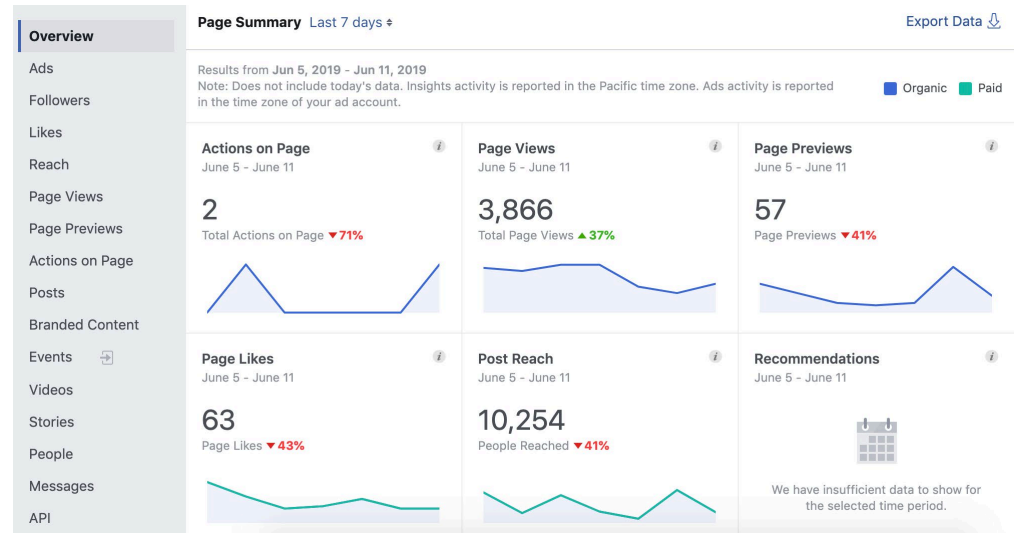 Overview
Ads
Followers
Likes
Reach
Page Views
Page Previews
Actions on Page
Posts
Branded Content
Events
Videos
Stories
People
Messages
API
Page Summary Last 7 days
Export Data
Results from Jun 5, 2019 - Jun 11, 2019
Note: Does not include today's data. Insights activity is reported in the Pacific time zone. Ads activity is reported
in the time zone of your ad account.
Organic Paid
Actions on Page i
June 5 - June 11
2
Total Actions on Page ▼71%
Page Views i
June 5 - June 11
3,866
Total Page Views ▲37%
Page Previews i
June 5 - June 11
57
Page Previews ▼41%
Page Likes i
June 5 - June 11
63
Page Likes ▼43%
Post Reach i
June 5 - June 11
10,254
People Reached ▼41%
Recommendations i
June 5 - June 11
We have insufficient data to show for
the selected time period.